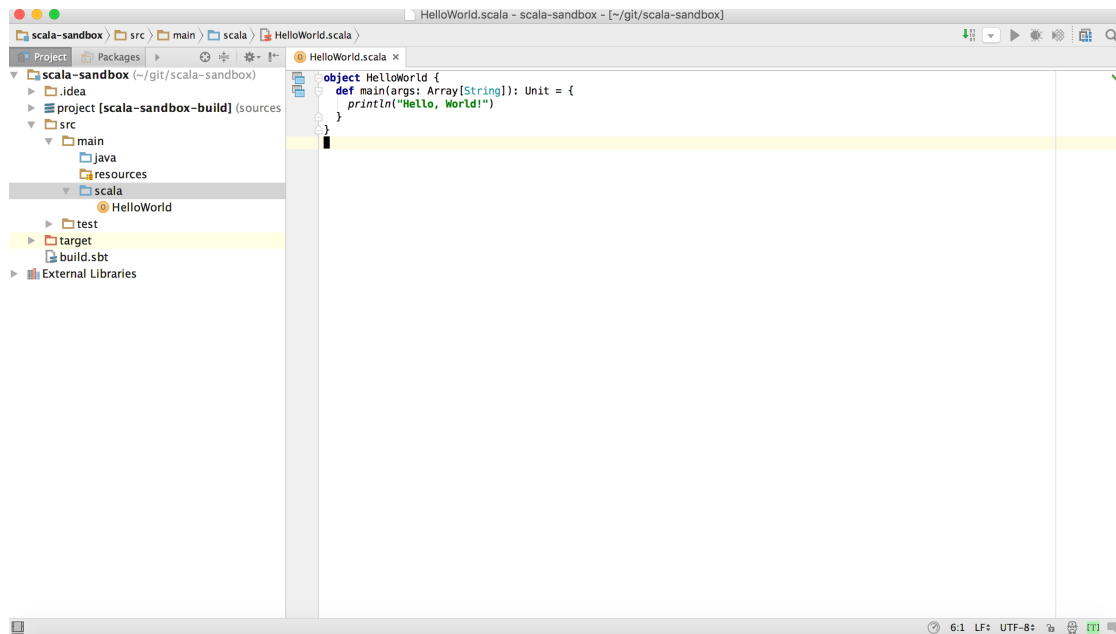 HelloWorld.scala - scala-sandbox - [~/git/scala-sandbox]
scala-sandbox src main scala HelloWorld.scala
Project Packages
HelloWorld.scala
scala-sandbox (~/git/scala-sandbox)
.idea
project [scala-sandbox-build] (sources
src
main
java
resources
scala
HelloWorld
test
target
build.sbt
External Libraries
object HelloWorld {
def main(args: Array[String]): Unit = {
println("Hello, World!")
}
}
6:1 LF UTF-8 [T]